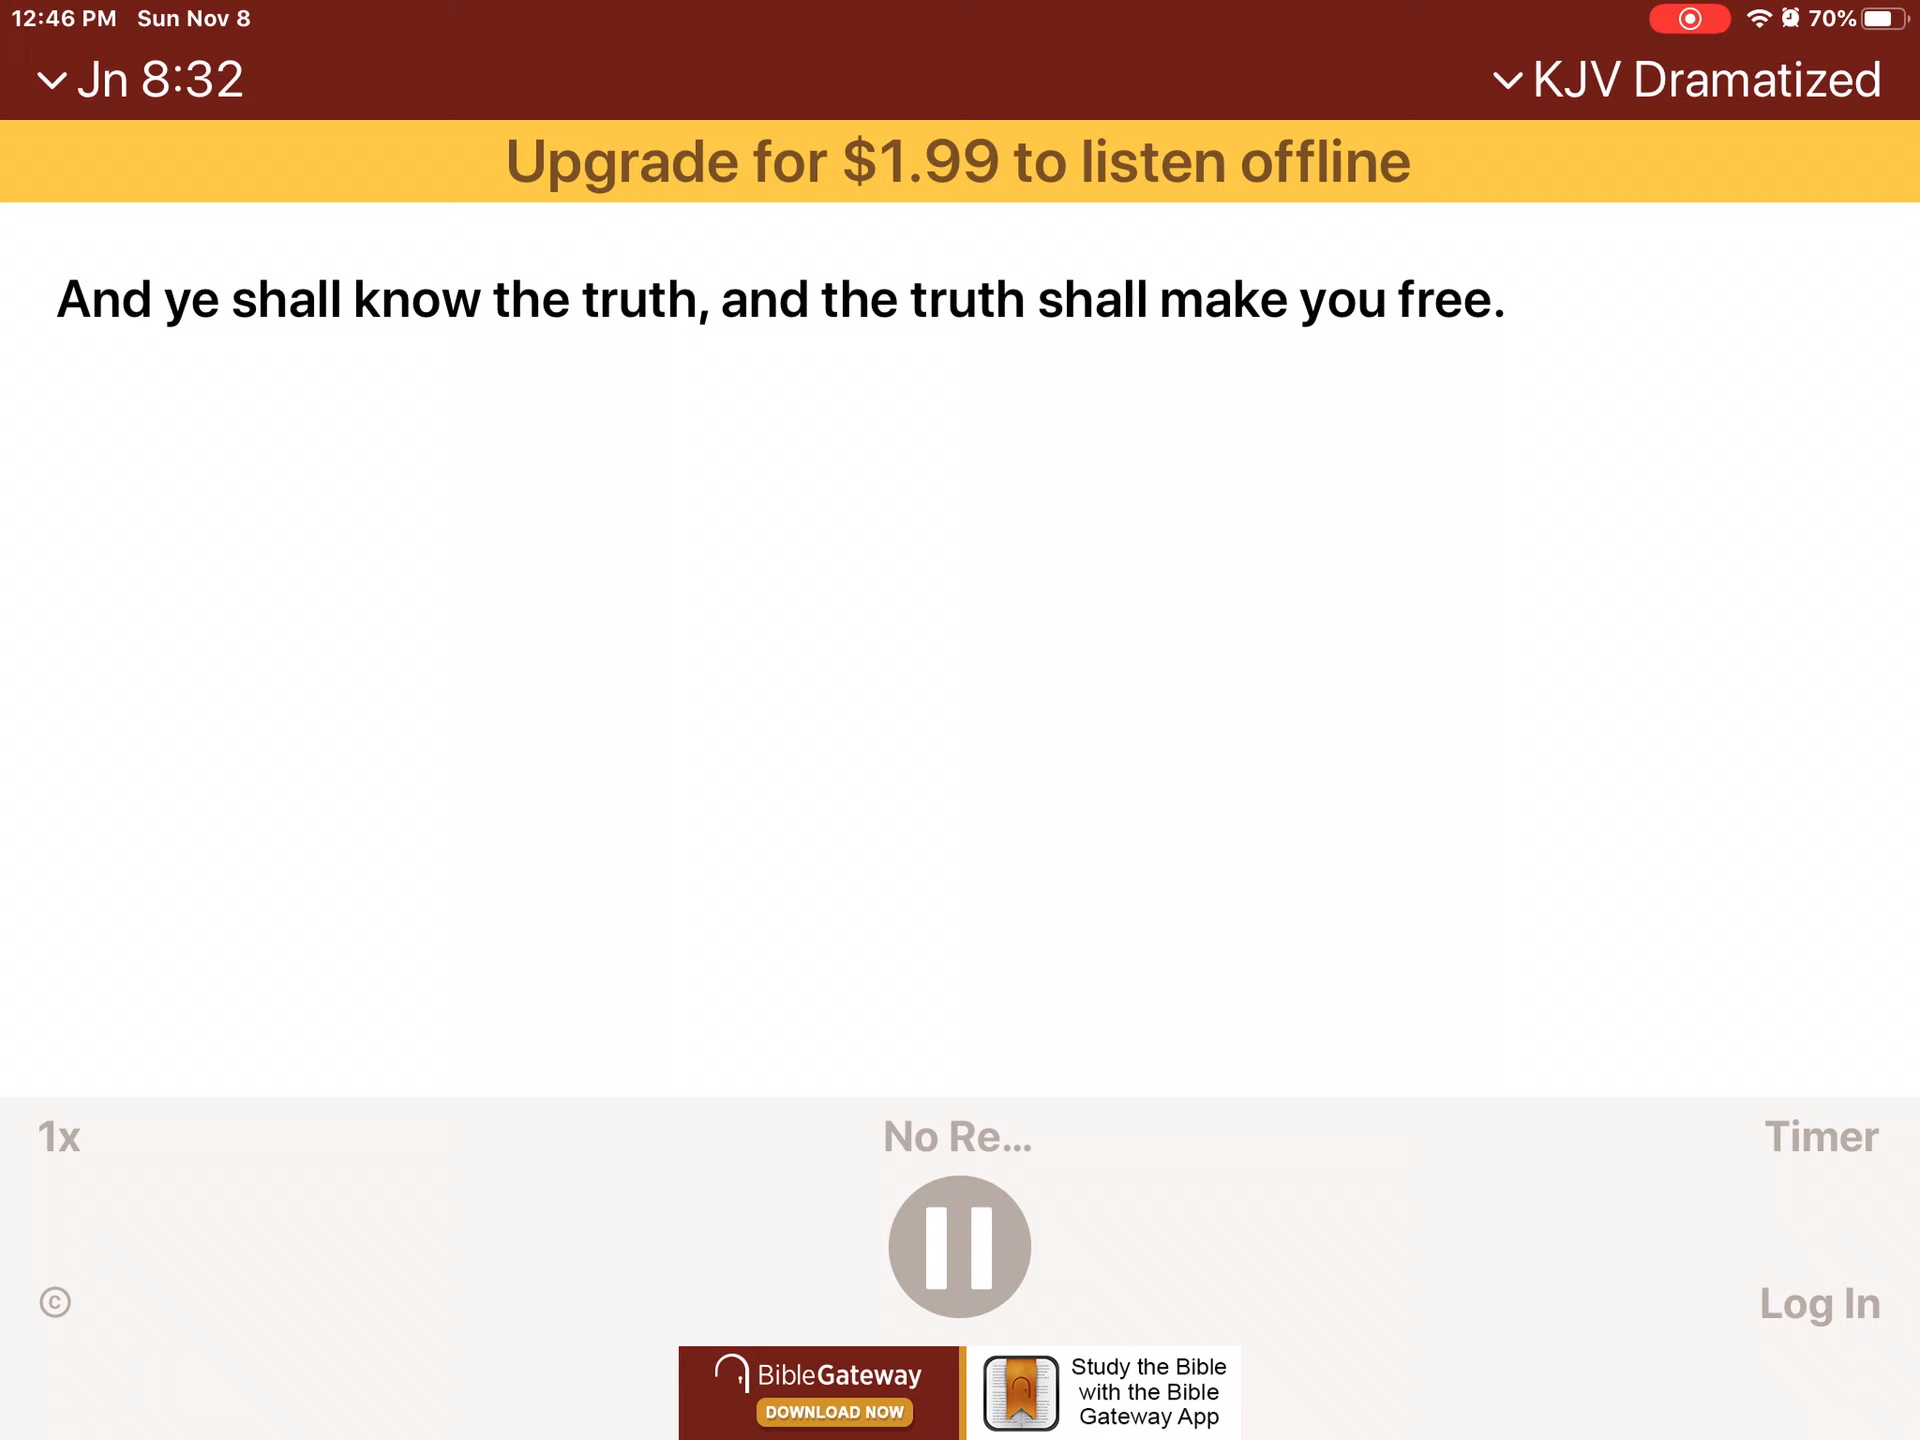 12:46 PM Sun Nov 8 70%
Jn 8:32 KJV Dramatized
Upgrade for $1.99 to listen offline
And ye shall know the truth, and the truth shall make you free.
1x No Re... Timer
© Log In
BibleGateway
DOWNLOAD NOW
Study the Bible
with the Bible
Gateway App